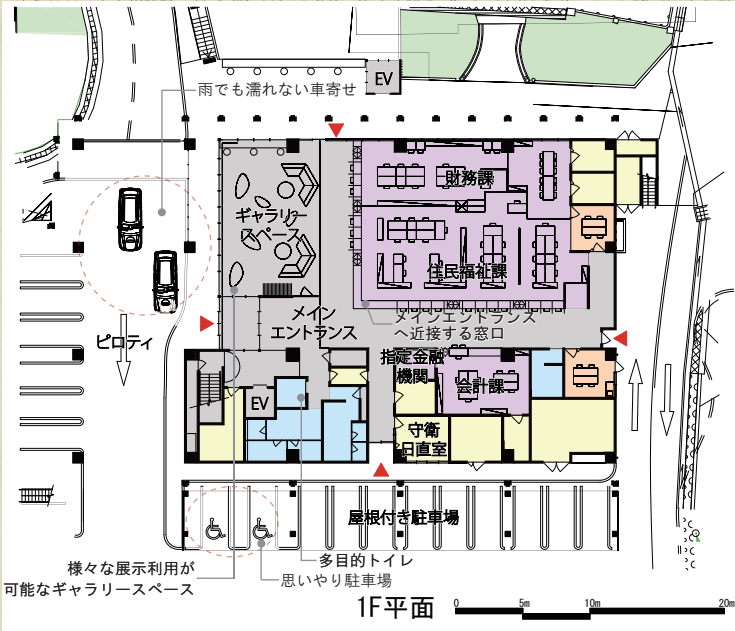 EV
雨でも濡れない車寄せ
財務課
ギャラリー
スペース
住民福祉課
メイン
エントランス
メインエントランス
へ近接する窓口
ピロティ
指定金融
機関
会計課
EV
守衛
日直室
屋根付き駐車場
多目的トイレ
様々な展示利用が
可能なギャラリースペース
思いやり駐車場
1F平面
0 5m 10m 20m